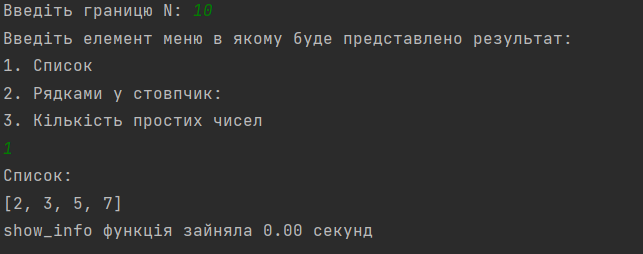 Введіть границю N: 10
Введіть елемент меню в якому буде представлено результат:
1. Список
2. Рядками у стовпчик:
3. Кількість простих чисел
1
Список:
[2, 3, 5, 7]
show_info функція зайняла 0.00 секунд